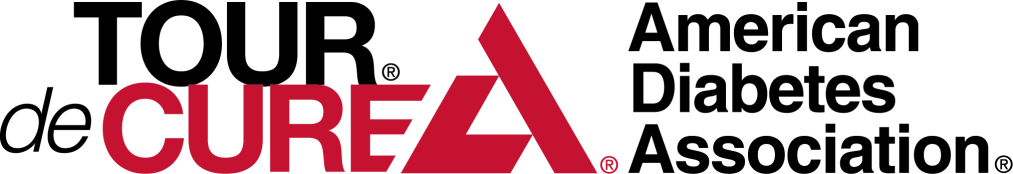 TOUR®
de CURE
American
Diabetes
Association®
®